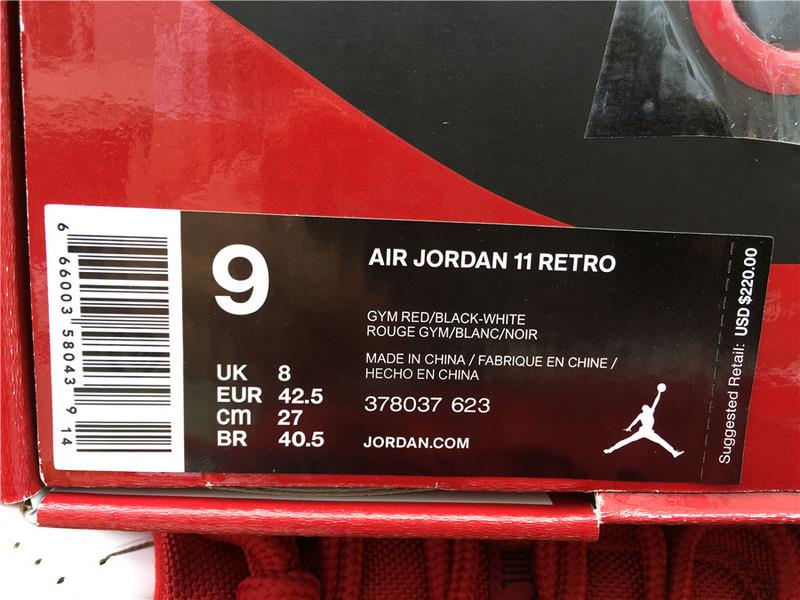 6 66003 58043 9 14
9
UK 8
EUR 42.5
cm 27
BR 40.5
AIR JORDAN 11 RETRO
GYM RED/BLACK-WHITE
ROUGE GYM/BLANC/NOIR
MADE IN CHINA / FABRIQUE EN CHINE /
HECHO EN CHINA
378037 623
JORDAN.COM
Suggested Retail: USD $220.00